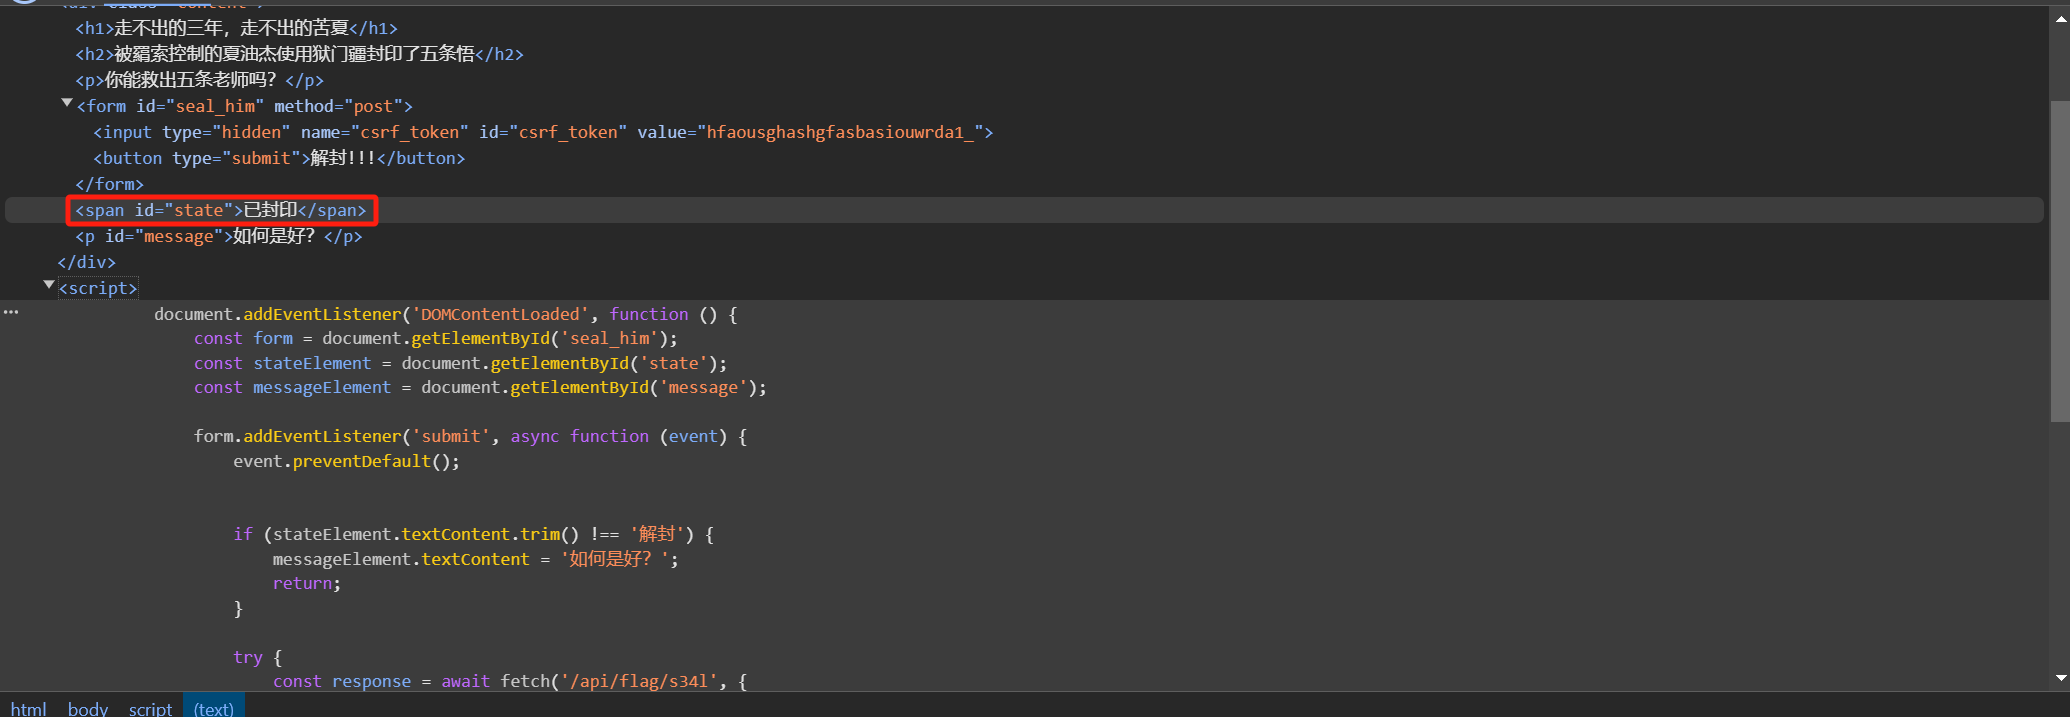 <h1>走不出的三年，走不出的苦夏</h1>
<h2>被羂索控制的夏油杰使用狱门疆封印了五条悟</h2>
<p>你能救出五条老师吗？</p>
<form id="seal_him" method="post">
<input type="hidden" name="csrf_token" id="csrf_token" value="hfaousghashgfasbasiouwrda1_">
<button type="submit">解封!!!</button>
</form>
<span id="state">已封印</span>
<p id="message">如何是好？</p>
</div>
<script>
document.addEventListener('DOMContentLoaded', function () {
const form = document.getElementById('seal_him');
const stateElement = document.getElementById('state');
const messageElement = document.getElementById('message');
form.addEventListener('submit', async function (event) {
event.preventDefault();
if (stateElement.textContent.trim() !== '解封') {
messageElement.textContent = '如何是好？';
return;
}
try {
const response = await fetch('/api/flag/s34l', {
html body script (text)